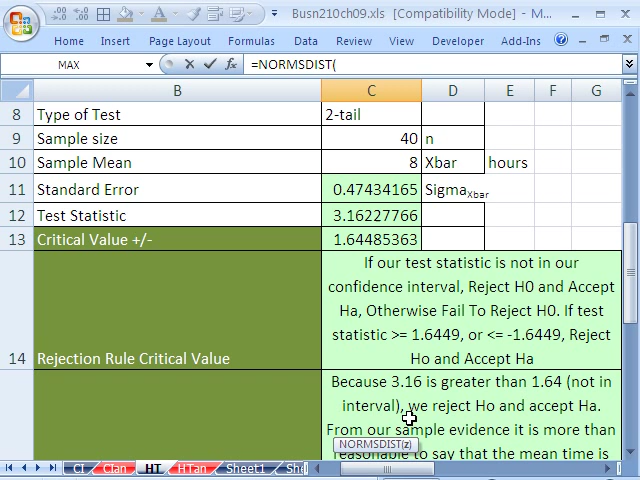 Busn210ch09.xls [Compatibility Mode] - M...
Home Insert Page Layout Formulas Data Review View Developer Add-Ins
MAX =NORMSDIST(
B C D E F G
8 Type of Test 2-tail
9 Sample size 40 n
10 Sample Mean 8 Xbar hours
11 Standard Error 0.47434165 SigmaXbar
12 Test Statistic 3.16227766
13 Critical Value +/- 1.64485363
If our test statistic is not in our
confidence interval, Reject H0 and Accept
Ha, Otherwise Fail To Reject H0. If test
statistic >= 1.6449, or <= -1.6449, Reject
14 Rejection Rule Critical Value Ho and Accept Ha
Because 3.16 is greater than 1.64 (not in
interval), we reject Ho and accept Ha.
From our sample evidence it is more than
NORMSDIST(z)
reasonable to say that the mean time is
CI CIan HT HTan Sheet1 She